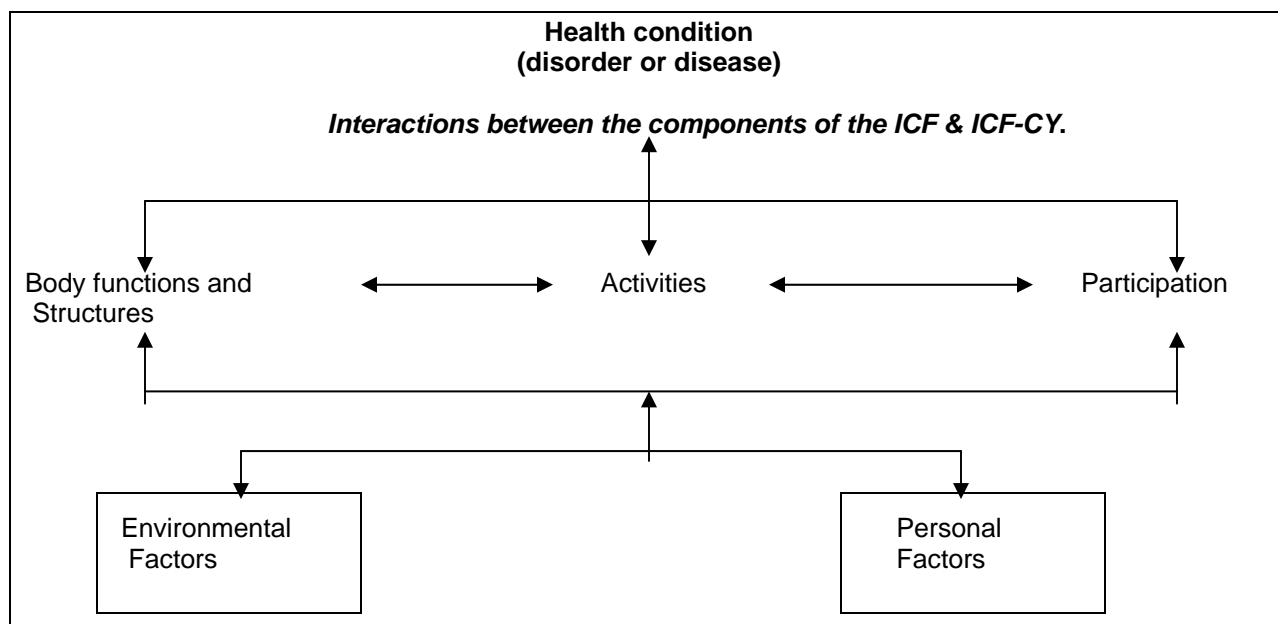 Health condition
(disorder or disease)
Interactions between the components of the ICF & ICF-CY.
Body functions and
Structures
Activities
Participation
Environmental
Factors
Personal
Factors